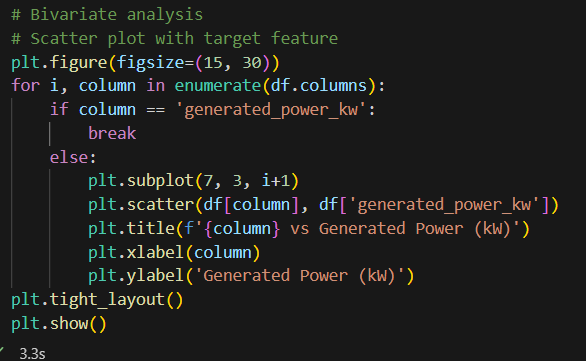 # Bivariate analysis
# Scatter plot with target feature
plt.figure(figsize=(15, 30))
for i, column in enumerate(df.columns):
    if column == 'generated_power_kw':
        break
    else:
        plt.subplot(7, 3, i+1)
        plt.scatter(df[column], df['generated_power_kw'])
        plt.title(f'{column} vs Generated Power (kW)')
        plt.xlabel(column)
        plt.ylabel('Generated Power (kW)')
plt.tight_layout()
plt.show()
3.3s